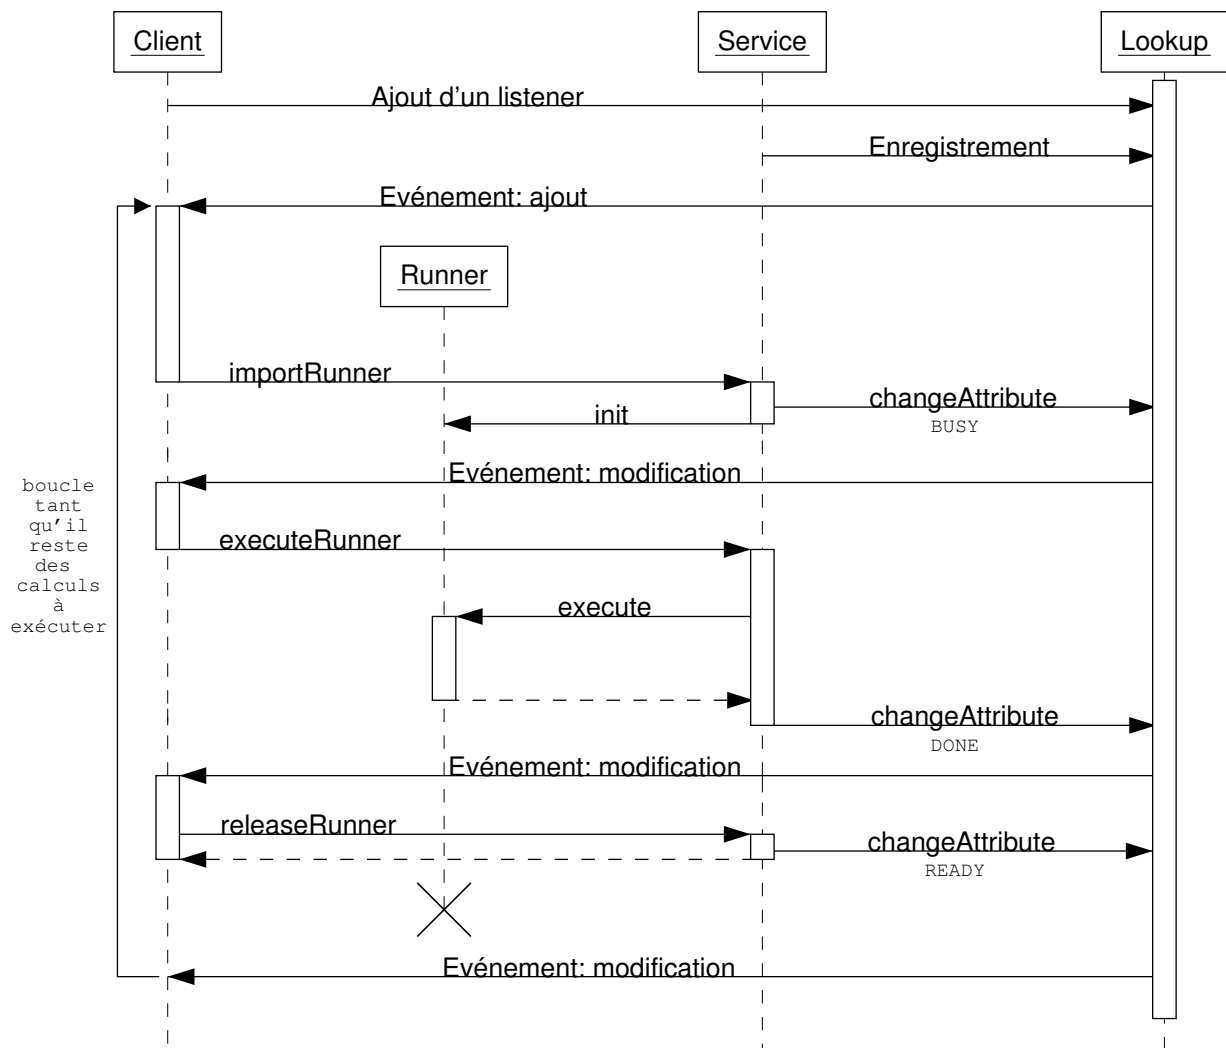 Client
Service
Lookup
Ajout d'un listener
Enregistrement
Evénement: ajout
Runner
importRunner
changeAttribute
BUSY
init
Evénement: modification
boucle
tant
qu'il
reste
des
calculs
à
exécuter
executeRunner
execute
changeAttribute
DONE
Evénement: modification
releaseRunner
changeAttribute
READY
Evénement: modification